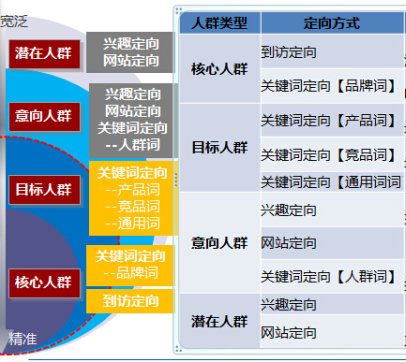 宽泛
潜在人群
兴趣定向
网站定向
意向人群
兴趣定向
网站定向
关键词定向
--人群词
目标人群
关键词定向
--产品词
--竞品词
--通用词
核心人群
关键词定向
--品牌词
到访定向
精准
人群类型 定向方式
核心人群
到访定向
关键词定向【品牌词】
目标人群
关键词定向【产品词】
关键词定向【竞品词】
关键词定向【通用词词
意向人群
兴趣定向
网站定向
关键词定向【人群词】
潜在人群
兴趣定向
网站定向